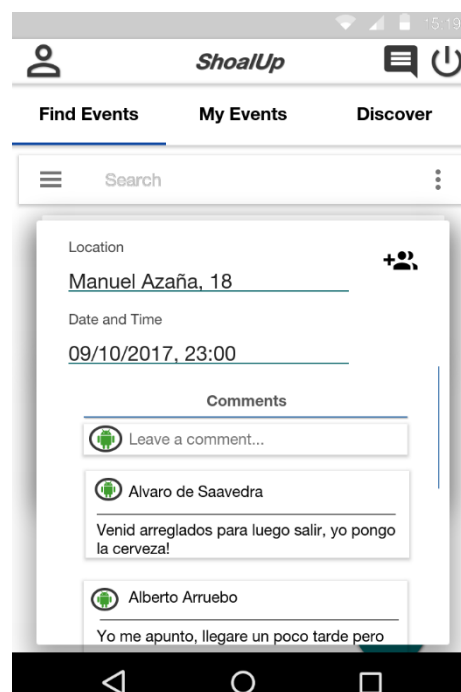 15:19
ShoalUp
Find Events My Events Discover
Search
Location
Manuel Azaña, 18
Date and Time
09/10/2017, 23:00
Comments
Leave a comment...
Alvaro de Saavedra
Venid arreglados para luego salir, yo pongo
la cerveza!
Alberto Arruebo
Yo me apunto, llegare un poco tarde pero